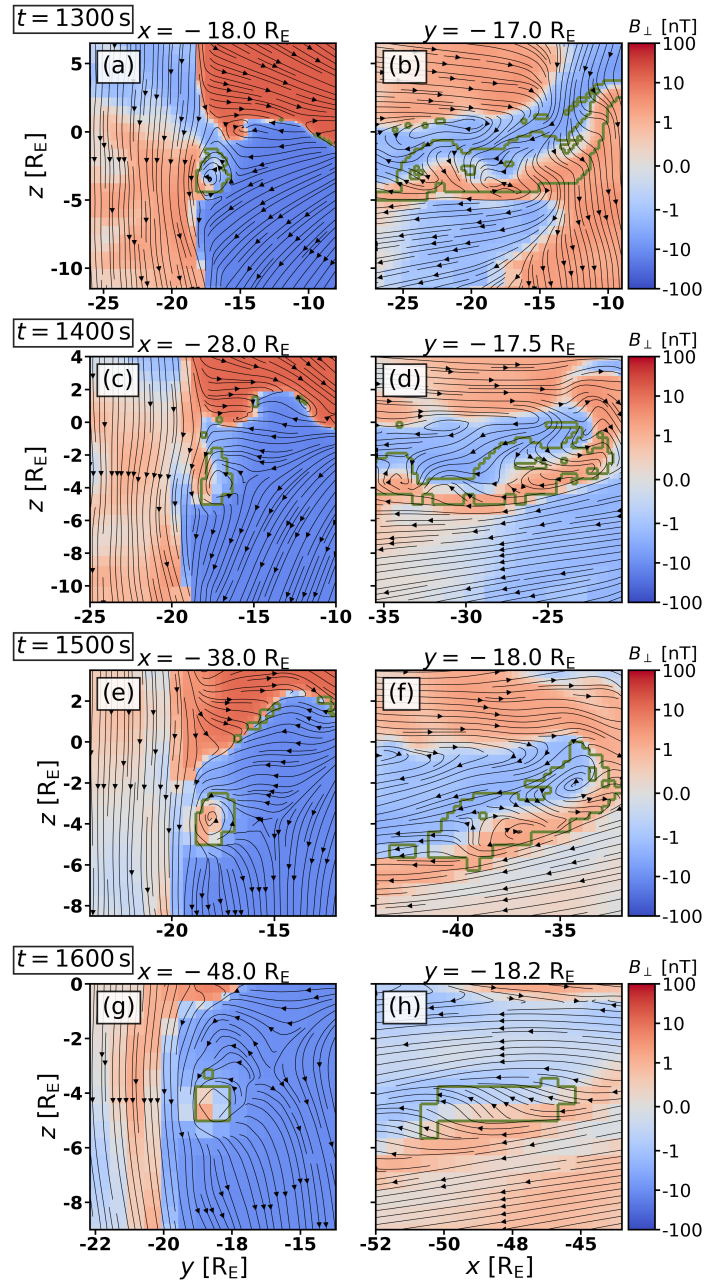 t = 1300 s
x = − 18.0 R_E
y = − 17.0 R_E
B_⊥ [nT]
(a)
(b)
z [R_E]
5
0
-5
-10
-25
-20
-15
-10
-25
-20
-15
-10
100
10
1
0.0
-1
-10
-100
t = 1400 s
x = − 28.0 R_E
y = − 17.5 R_E
B_⊥ [nT]
(c)
(d)
z [R_E]
4
2
0
-2
-4
-6
-8
-10
-25
-20
-15
-10
-35
-30
-25
100
10
1
0.0
-1
-10
-100
t = 1500 s
x = − 38.0 R_E
y = − 18.0 R_E
B_⊥ [nT]
(e)
(f)
z [R_E]
2
0
-2
-4
-6
-8
-20
-15
-40
-35
100
10
1
0.0
-1
-10
-100
t = 1600 s
x = − 48.0 R_E
y = − 18.2 R_E
B_⊥ [nT]
(g)
(h)
z [R_E]
0
-2
-4
-6
-8
-22
-20
-18
-15
-52
-50
-48
-46
-44
100
10
1
0.0
-1
-10
-100
y [R_E]
x [R_E]